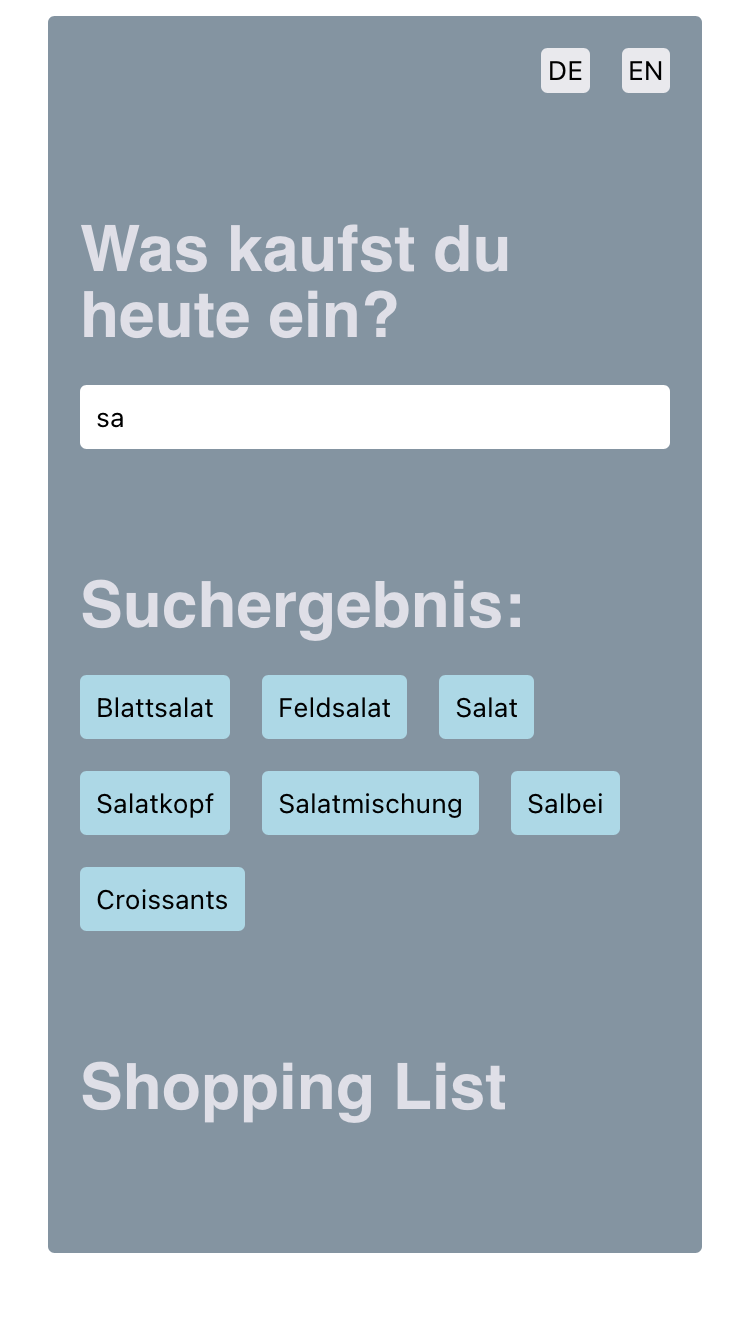 DE EN
Was kaufst du
heute ein?
sa
Suchergebnis:
Blattsalat Feldsalat Salat
Salatkopf Salatmischung Salbei
Croissants
Shopping List